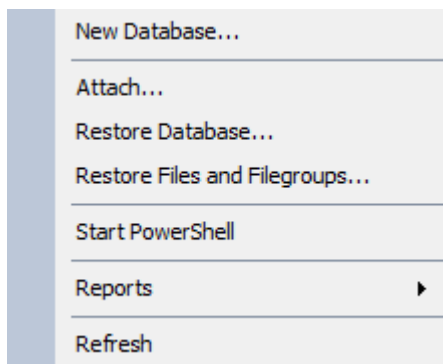 New Database...
Attach...
Restore Database...
Restore Files and Filegroups...
Start PowerShell
Reports
Refresh